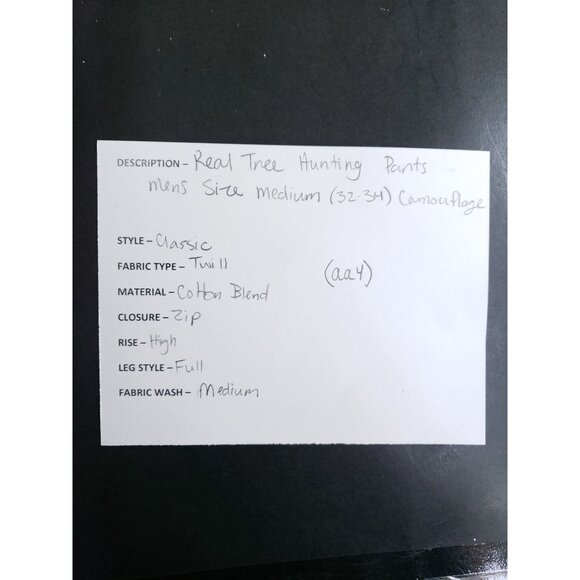 DESCRIPTION - Real Tree Hunting Pants
Mens Size Medium (32-34) Camouflage
STYLE - Classic
FABRIC TYPE - Twill
(aa4)
MATERIAL - Cotton Blend
CLOSURE - Zip
RISE - High
LEG STYLE - Full
FABRIC WASH - Medium